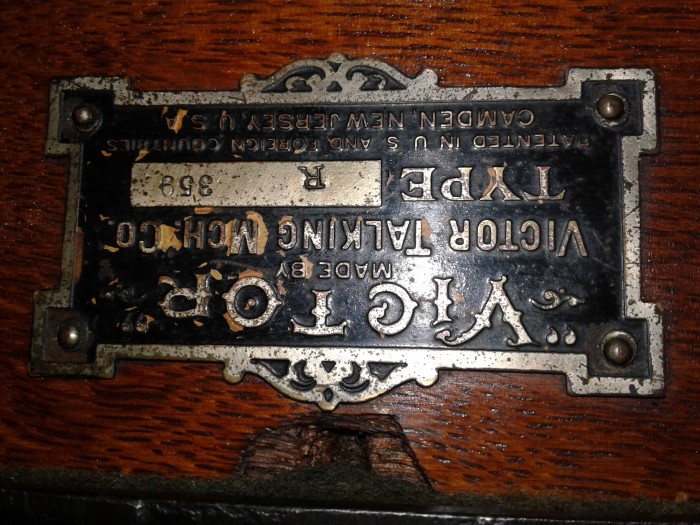 "VICTOR"
MADE BY
VICTOR TALKING MCH. CO.
TYPE R 359
PATENTED IN U S AND FOREIGN COUNTRIES
CAMDEN, NEW JERSEY, U.S.A.